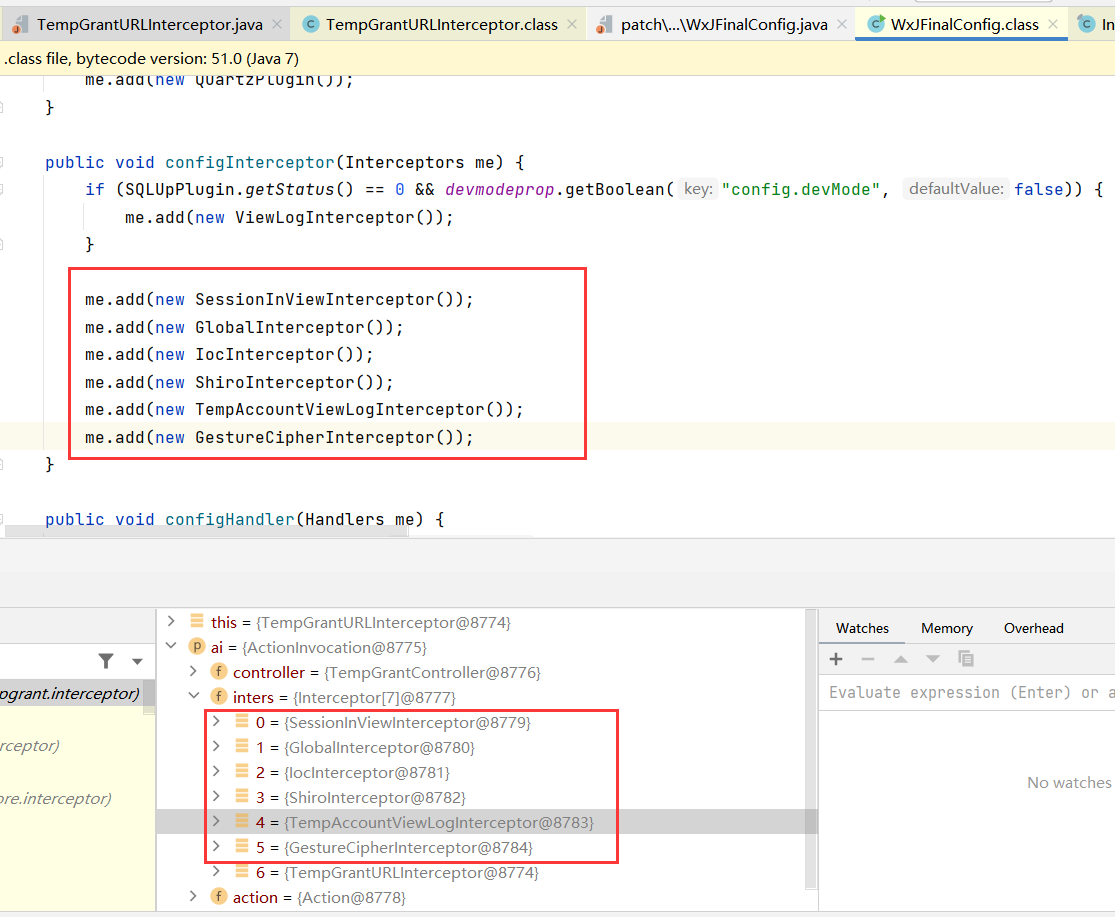 TempGrantURLInterceptor.java × TempGrantURLInterceptor.class × patch\...\WxJFinalConfig.java × WxJFinalConfig.class × In
.class file, bytecode version: 51.0 (Java 7)
me.add(new QuartzPlugin());
}
public void configInterceptor(Interceptors me) {
if (SQLUpPlugin.getStatus() == 0 && devmodeprop.getBoolean( key: "config.devMode", defaultValue: false)) {
me.add(new ViewLogInterceptor());
}
me.add(new SessionInViewInterceptor());
me.add(new GlobalInterceptor());
me.add(new IocInterceptor());
me.add(new ShiroInterceptor());
me.add(new TempAccountViewLogInterceptor());
me.add(new GestureCipherInterceptor());
}
public void configHandler(Handlers me) {
pgrant.interceptor)
rceptor)
ore.interceptor)
this = {TempGrantURLInterceptor@8774}
p ai = {ActionInvocation@8775}
f controller = {TempGrantController@8776}
f inters = {Interceptor[7]@8777}
0 = {SessionInViewInterceptor@8779}
1 = {GlobalInterceptor@8780}
2 = {IocInterceptor@8781}
3 = {ShiroInterceptor@8782}
4 = {TempAccountViewLogInterceptor@8783}
5 = {GestureCipherInterceptor@8784}
6 = {TempGrantURLInterceptor@8774}
f action = {Action@8778}
Watches Memory Overhead
Evaluate expression (Enter) or a
No watches